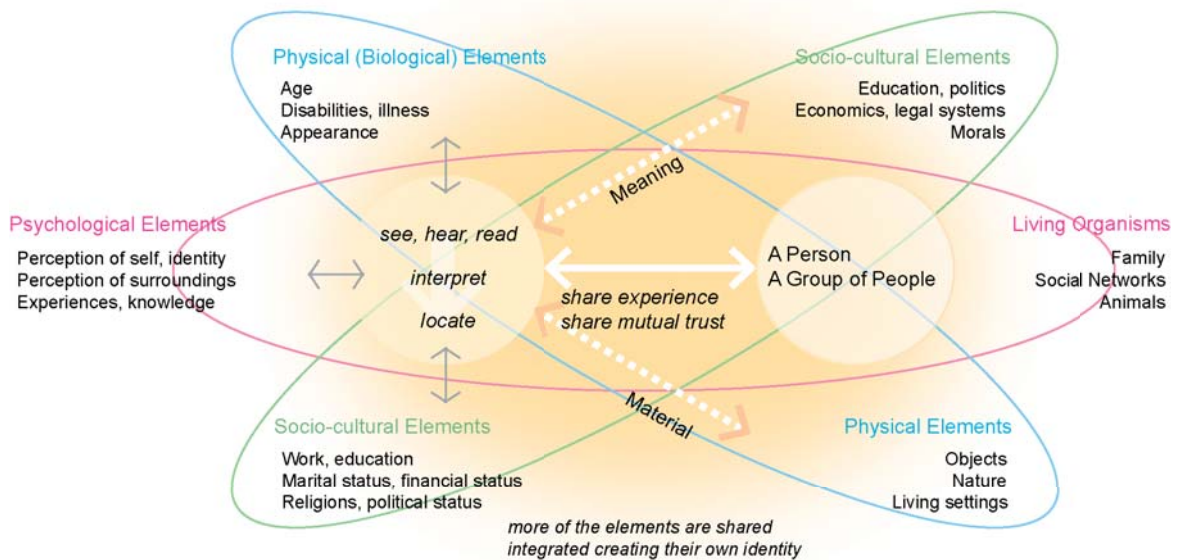 Physical (Biological) Elements
Age
Disabilities, illness
Appearance
Socio-cultural Elements
Education, politics
Economics, legal systems
Morals
Meaning
Psychological Elements
Perception of self, identity
Perception of surroundings
Experiences, knowledge
see, hear, read
interpret
locate
share experience
share mutual trust
A Person
A Group of People
Living Organisms
Family
Social Networks
Animals
Material
Socio-cultural Elements
Work, education
Marital status, financial status
Religions, political status
Physical Elements
Objects
Nature
Living settings
more of the elements are shared
integrated creating their own identity